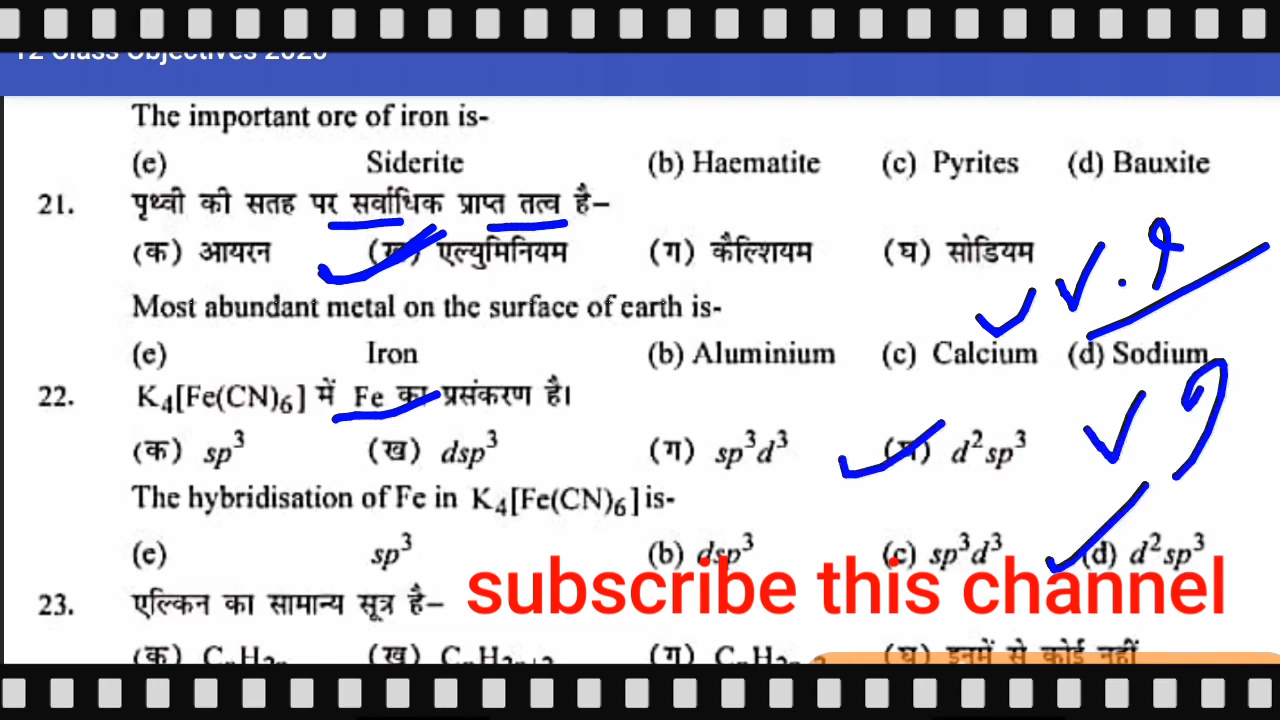 12 Class Objectives 2020
The important ore of iron is-
(e) Siderite (b) Haematite (c) Pyrites (d) Bauxite
21. पृथ्वी की सतह पर सर्वाधिक प्राप्त तत्व है–
(क) आयरन (ख) एल्युमिनियम (ग) कैल्शियम (घ) सोडियम
Most abundant metal on the surface of earth is-
(e) Iron (b) Aluminium (c) Calcium (d) Sodium
22. K₄[Fe(CN)₆] में Fe का प्रसंकरण है।
(क) sp³ (ख) dsp³ (ग) sp³d³ (घ) d²sp³
The hybridisation of Fe in K₄[Fe(CN)₆] is-
(e) sp³ (b) dsp³ (c) sp³d³ (d) d²sp³
subscribe this channel
23. एल्किन का सामान्य सूत्र है–
(क) (ख) (ग) (घ) इनमें से कोई नहीं